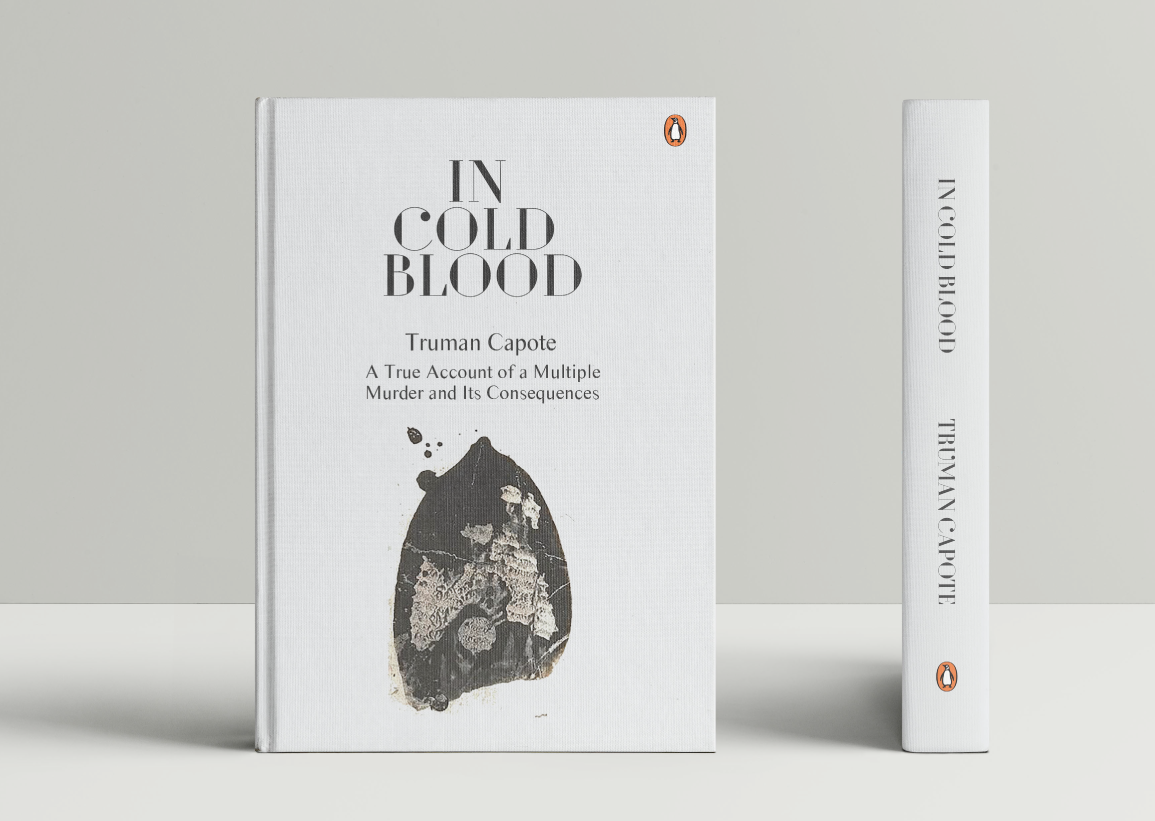 IN
COLD
BLOOD
Truman Capote
A True Account of a Multiple
Murder and Its Consequences
IN COLD BLOOD
TRUMAN CAPOTE